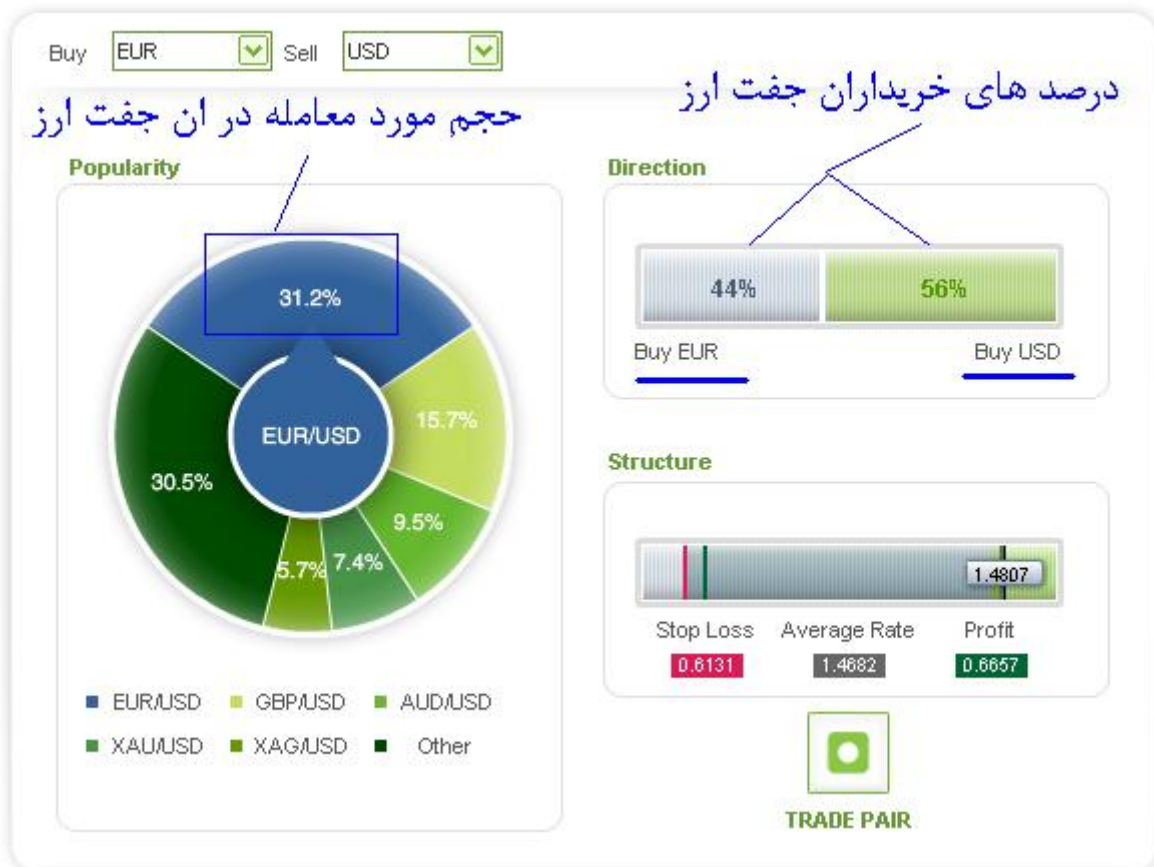 Buy EUR Sell USD
حجم مورد معامله در ان جفت ارز
درصد های خریداران جفت ارز
Popularity
31.2%
15.7%
9.5%
7.4%
5.7%
30.5%
EUR/USD
EUR/USD GBP/USD AUD/USD
XAU/USD XAG/USD Other
Direction
44% 56%
Buy EUR Buy USD
Structure
1.4807
Stop Loss Average Rate Profit
0.6131 1.4682 0.6657
TRADE PAIR